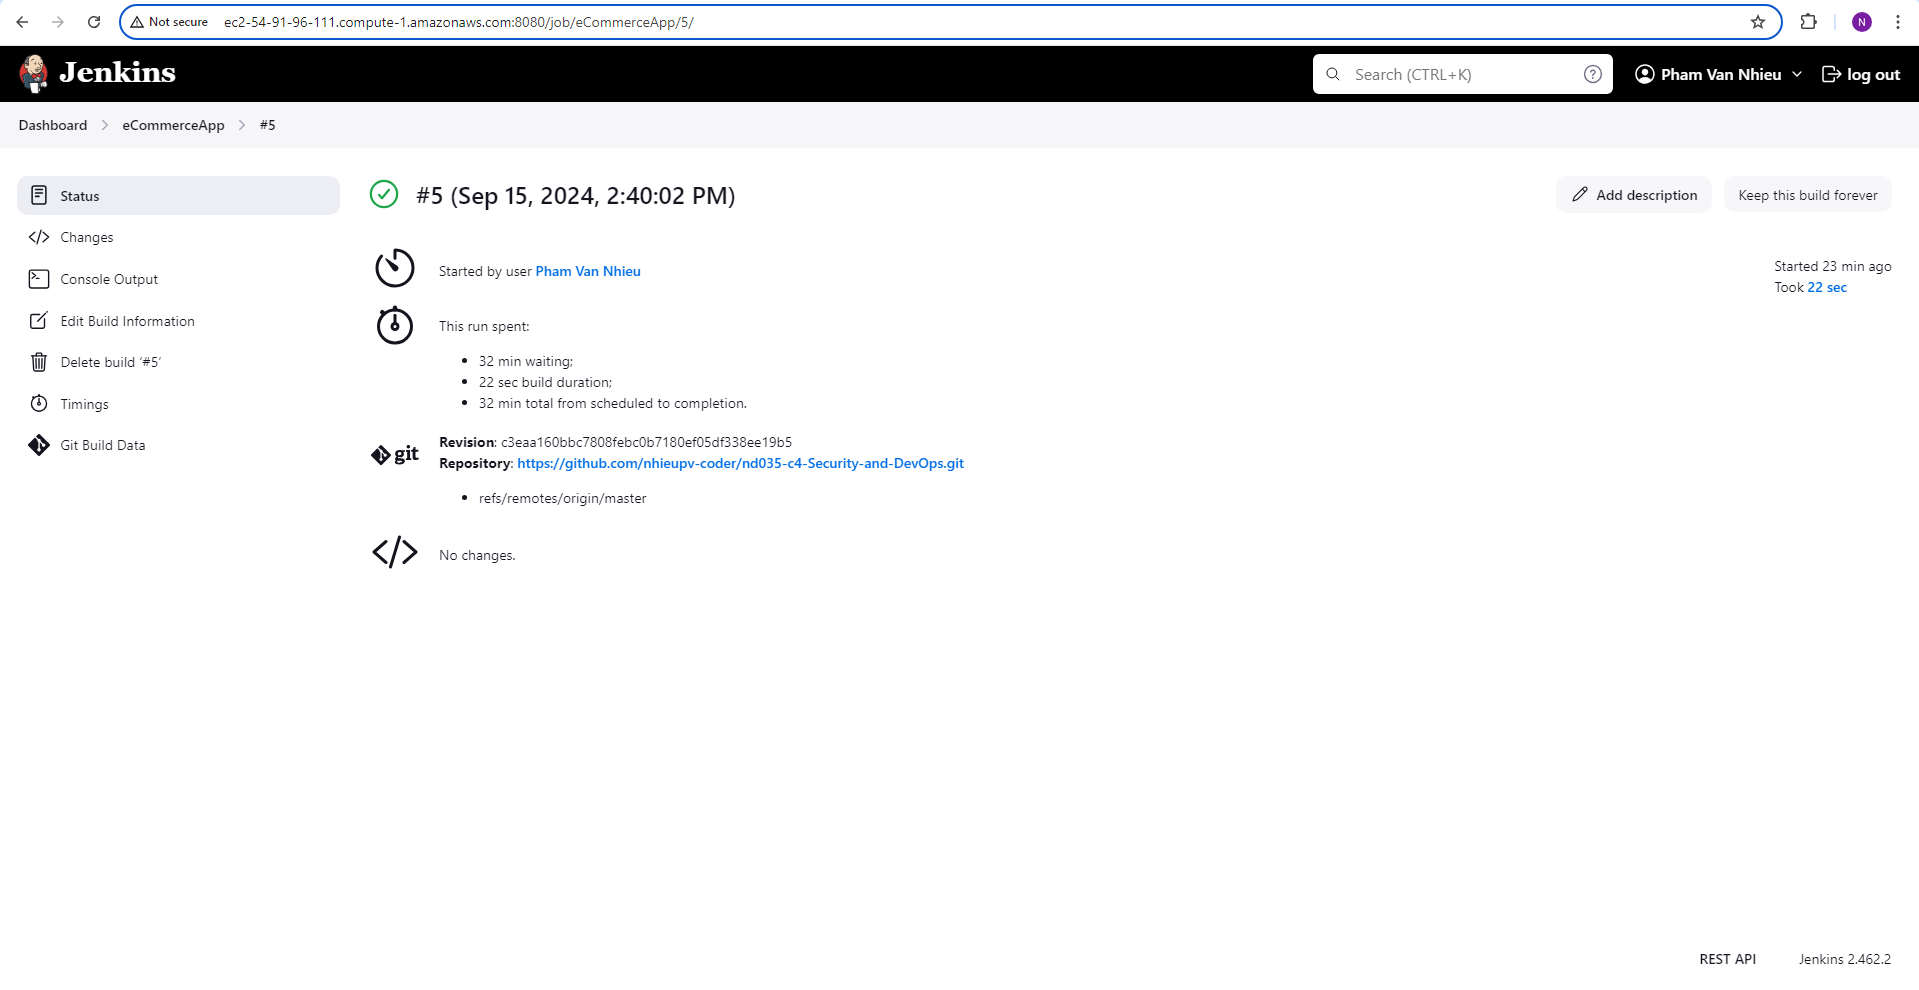 Not secure ec2-54-91-96-111.compute-1.amazonaws.com:8080/job/eCommerceApp/5/ N
Jenkins Search (CTRL+K) ? Pham Van Nhieu log out
Dashboard eCommerceApp #5
Status
Changes
Console Output
Edit Build Information
Delete build ‘#5’
Timings
Git Build Data
#5 (Sep 15, 2024, 2:40:02 PM)
Add description Keep this build forever
Started by user Pham Van Nhieu
Started 23 min ago
Took 22 sec
This run spent:
32 min waiting;
22 sec build duration;
32 min total from scheduled to completion.
git
Revision: c3eaa160bbc7808febc0b7180ef05df338ee19b5
Repository: https://github.com/nhieupv-coder/nd035-c4-Security-and-DevOps.git
refs/remotes/origin/master
No changes.
REST API Jenkins 2.462.2